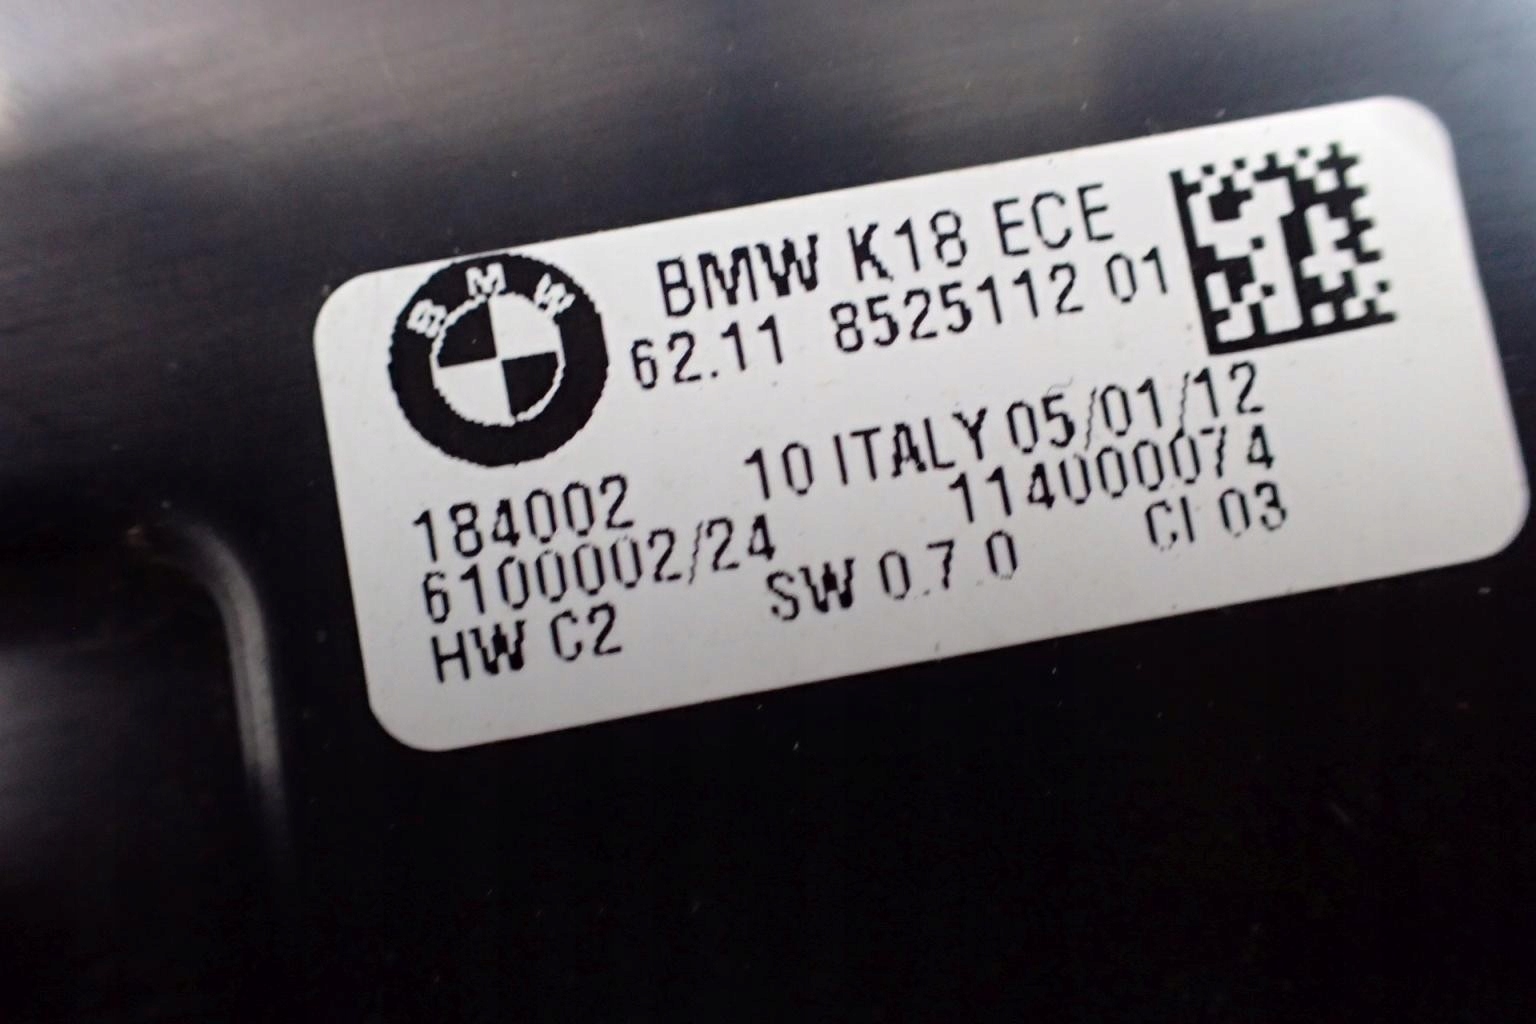 BMW
BMW K18 ECE
62.11 8525112 01
184002 10 ITALY 05/01/12
6100002/24 114000074
HW C2 SW 0.7 0 CI 03